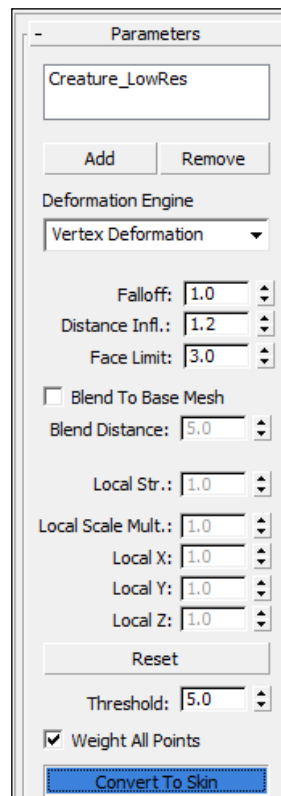 - Parameters
Creature_LowRes
Add Remove
Deformation Engine
Vertex Deformation
Falloff: 1.0
Distance Infl.: 1.2
Face Limit: 3.0
Blend To Base Mesh
Blend Distance: 5.0
Local Str.: 1.0
Local Scale Mult.: 1.0
Local X: 1.0
Local Y: 1.0
Local Z: 1.0
Reset
Threshold: 5.0
Weight All Points
Convert To Skin